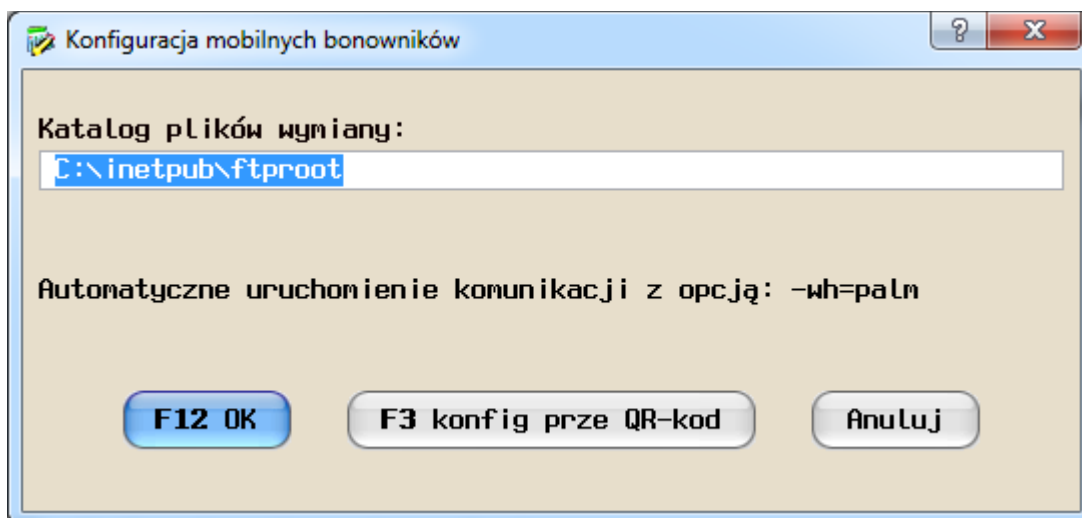 Konfiguracja mobilnych bonowników
Katalog plików wymiany:
C:\inetpub\ftproot
Automatyczne uruchomienie komunikacji z opcją: -wh=palm
F12 OK F3 konfig prze QR-kod Anuluj